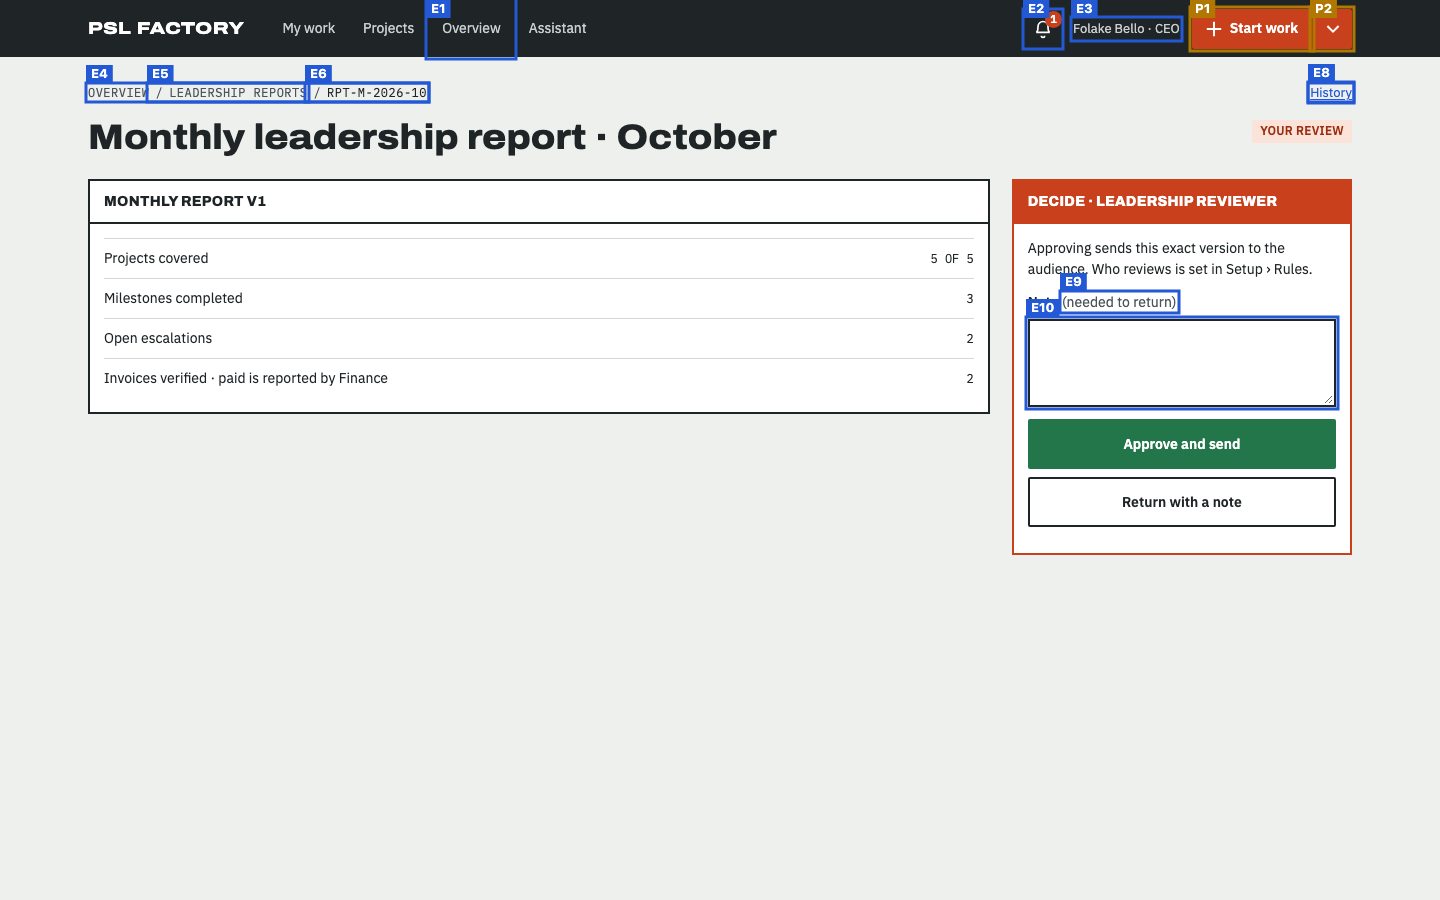 PSL FACTORY
My work
Projects
E1
Overview
Assistant
E2
1
E3
Folake Bello · CEO
P1
Start work
P2
E4
E5
E6
OVERVIEW / LEADERSHIP REPORTS / RPT-M-2026-10
E8
History
Monthly leadership report · October
YOUR REVIEW
MONTHLY REPORT V1
Projects covered 5 OF 5
Milestones completed 3
Open escalations 2
Invoices verified · paid is reported by Finance 2
DECIDE · LEADERSHIP REVIEWER
Approving sends this exact version to the
audience. Who reviews is set in Setup › Rules.
E9
(needed to return)
E10
Approve and send
Return with a note